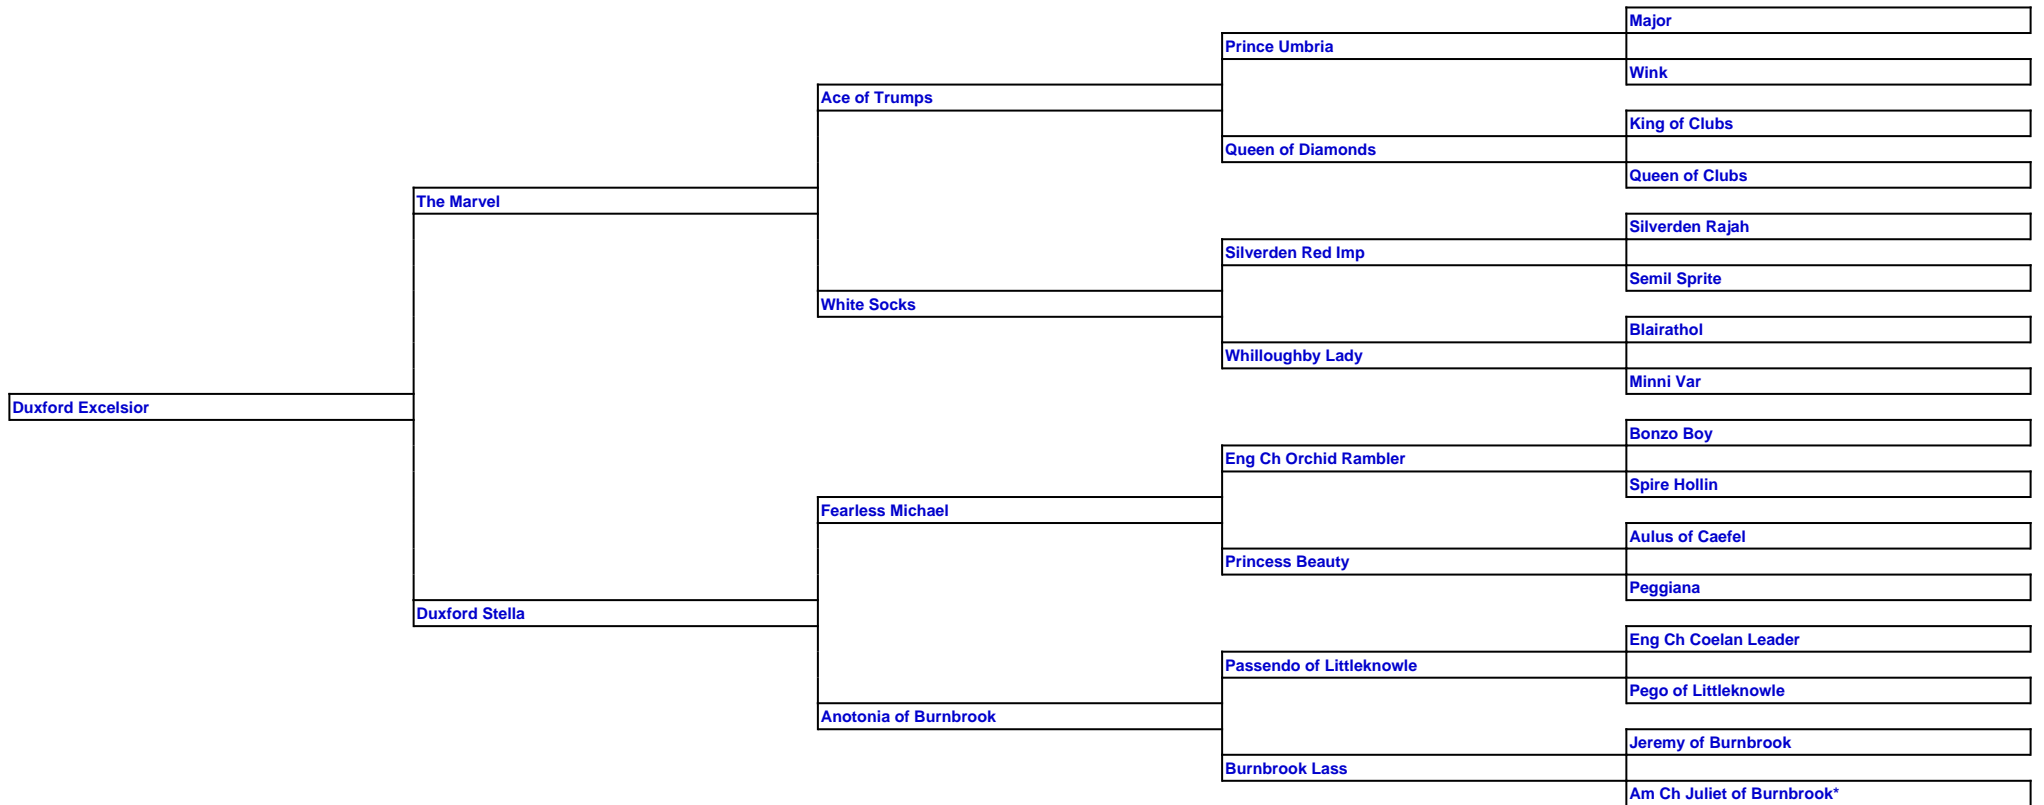 Major
Prince Umbria
Wink
Ace of Trumps
King of Clubs
Queen of Diamonds
Queen of Clubs
The Marvel
Silverden Rajah
Silverden Red Imp
Semil Sprite
White Socks
Blairathol
Whilloughby Lady
Minni Var
Duxford Excelsior
Bonzo Boy
Eng Ch Orchid Rambler
Spire Hollin
Fearless Michael
Aulus of Caefel
Princess Beauty
Peggiana
Duxford Stella
Eng Ch Coelan Leader
Passendo of Littleknowle
Pego of Littleknowle
Anotonia of Burnbrook
Jeremy of Burnbrook
Burnbrook Lass
Am Ch Juliet of Burnbrook*